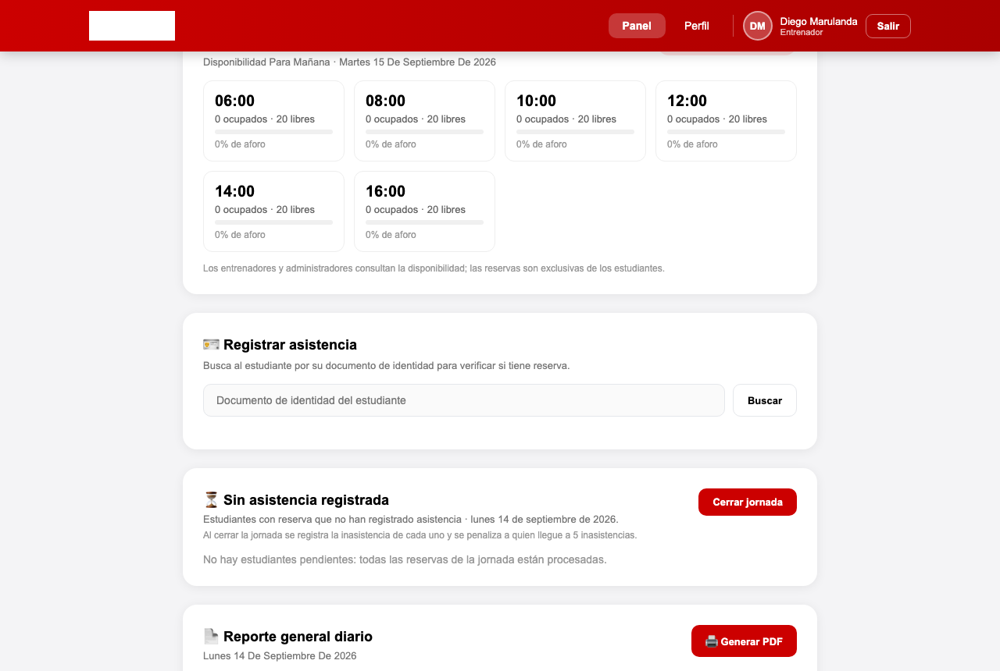 Panel
Perfil
DM
Diego Marulanda
Entrenador
Salir
Disponibilidad Para Mañana · Martes 15 De Septiembre De 2026
06:00
0 ocupados · 20 libres
0% de aforo
08:00
0 ocupados · 20 libres
0% de aforo
10:00
0 ocupados · 20 libres
0% de aforo
12:00
0 ocupados · 20 libres
0% de aforo
14:00
0 ocupados · 20 libres
0% de aforo
16:00
0 ocupados · 20 libres
0% de aforo
Los entrenadores y administradores consultan la disponibilidad; las reservas son exclusivas de los estudiantes.
Registrar asistencia
Busca al estudiante por su documento de identidad para verificar si tiene reserva.
Documento de identidad del estudiante
Buscar
Sin asistencia registrada
Cerrar jornada
Estudiantes con reserva que no han registrado asistencia · lunes 14 de septiembre de 2026.
Al cerrar la jornada se registra la inasistencia de cada uno y se penaliza a quien llegue a 5 inasistencias.
No hay estudiantes pendientes: todas las reservas de la jornada están procesadas.
Reporte general diario
Generar PDF
Lunes 14 De Septiembre De 2026